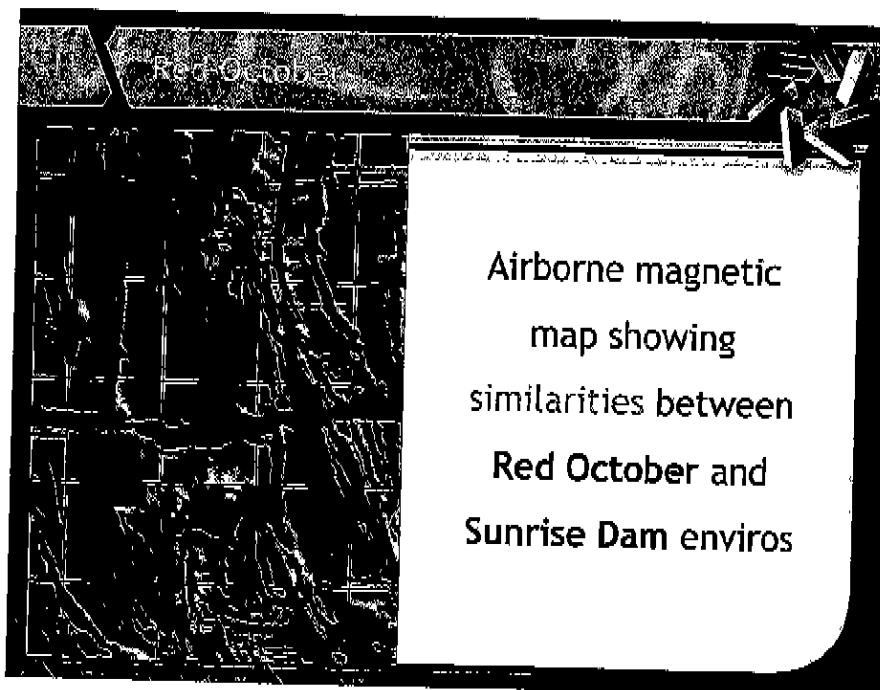 Red October
Airborne magnetic
map showing
similarities between
Red October and
Sunrise Dam enviros